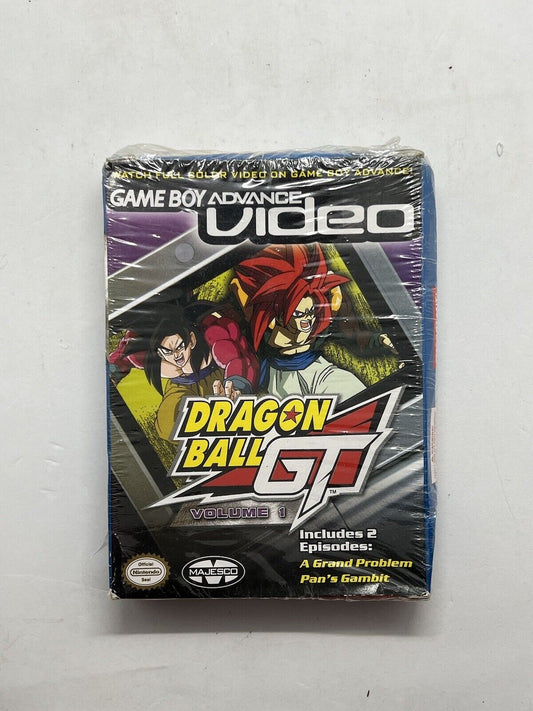 WATCH FULL COLOR VIDEO ON GAME BOY ADVANCE!
GAME BOY ADVANCE
video
DRAGON
BALL
GT
TM
VOLUME 1
Includes 2
Episodes:
A Grand Problem
Pan's Gambit
Official
Nintendo
Seal
MAJESCO